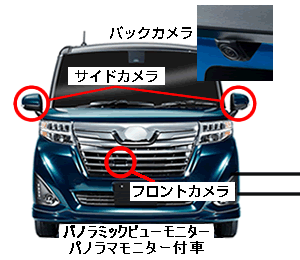 バックカメラ
サイドカメラ
フロントカメラ
パノラミックビューモニター
パノラマモニター付車